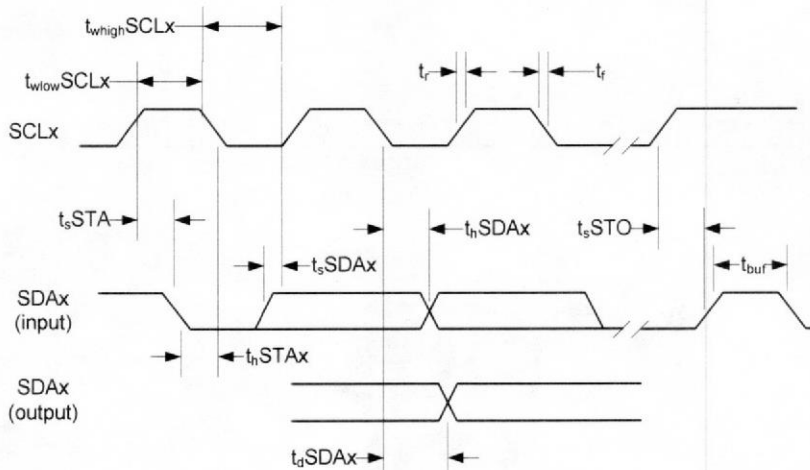 twhighSCLx
twlowSCLx
tr
tf
SCLx
tsSTA
thSDAx
tsSTO
tsSDAx
tbuf
SDAx
(input)
thSTAx
SDAx
(output)
tdSDAx